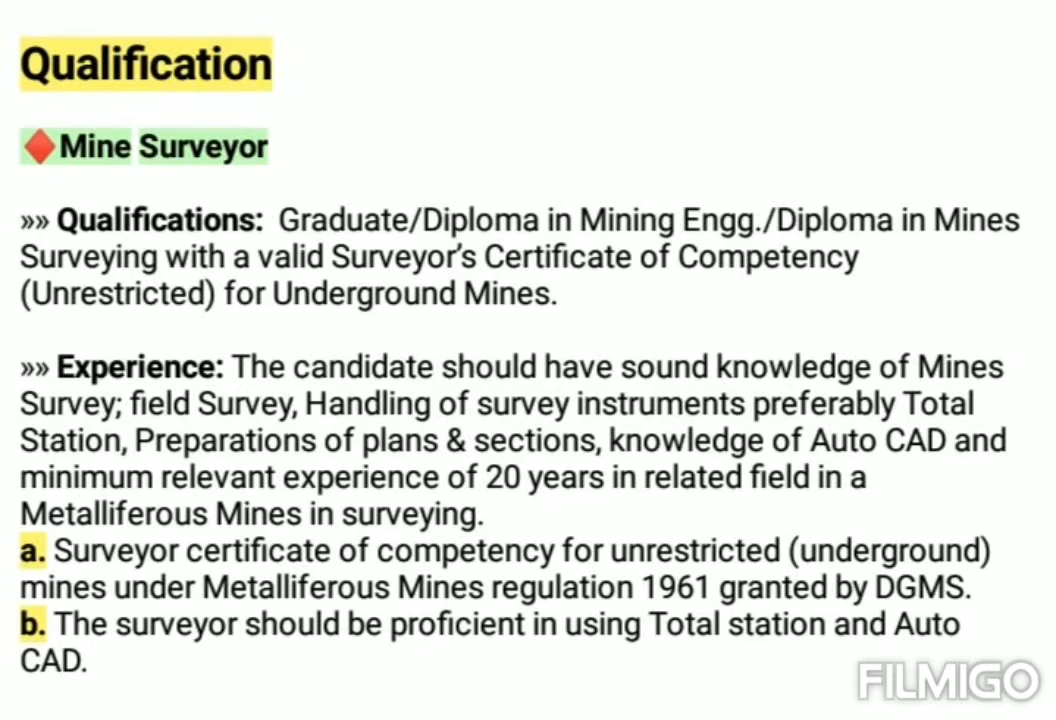 Qualification
♦Mine Surveyor
»» Qualifications: Graduate/Diploma in Mining Engg./Diploma in Mines
Surveying with a valid Surveyor's Certificate of Competency
(Unrestricted) for Underground Mines.
»» Experience: The candidate should have sound knowledge of Mines
Survey; field Survey, Handling of survey instruments preferably Total
Station, Preparations of plans & sections, knowledge of Auto CAD and
minimum relevant experience of 20 years in related field in a
Metalliferous Mines in surveying.
a. Surveyor certificate of competency for unrestricted (underground)
mines under Metalliferous Mines regulation 1961 granted by DGMS.
b. The surveyor should be proficient in using Total station and Auto
CAD.
FILMIGO